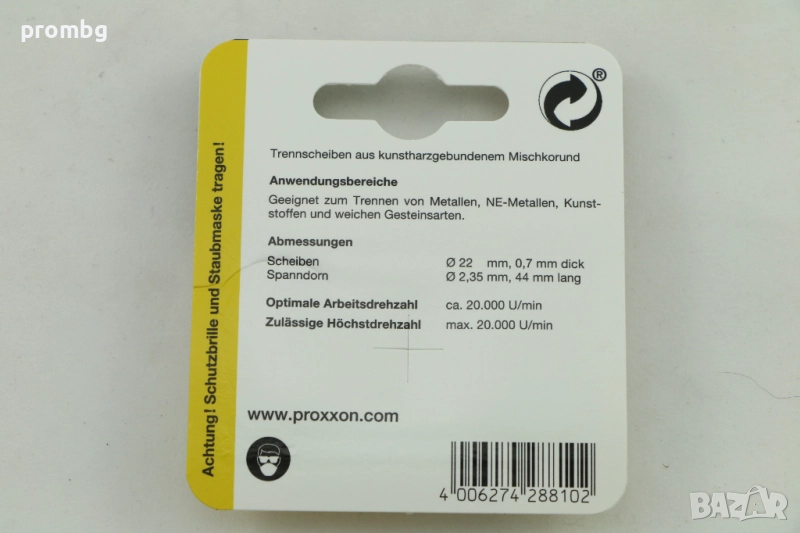 prombg
®
Trennscheiben aus kunstharzgebundenem Mischkorund
Anwendungsbereiche
Geeignet zum Trennen von Metallen, NE-Metallen, Kunst-
stoffen und weichen Gesteinsarten.
Abmessungen
Scheiben Ø 22 mm, 0,7 mm dick
Spanndorn Ø 2,35 mm, 44 mm lang
Optimale Arbeitsdrehzahl ca. 20.000 U/min
Zulässige Höchstdrehzahl max. 20.000 U/min
www.proxxon.com
4 006274 288102
Achtung! Schutzbrille und Staubmaske tragen!
BAZAR